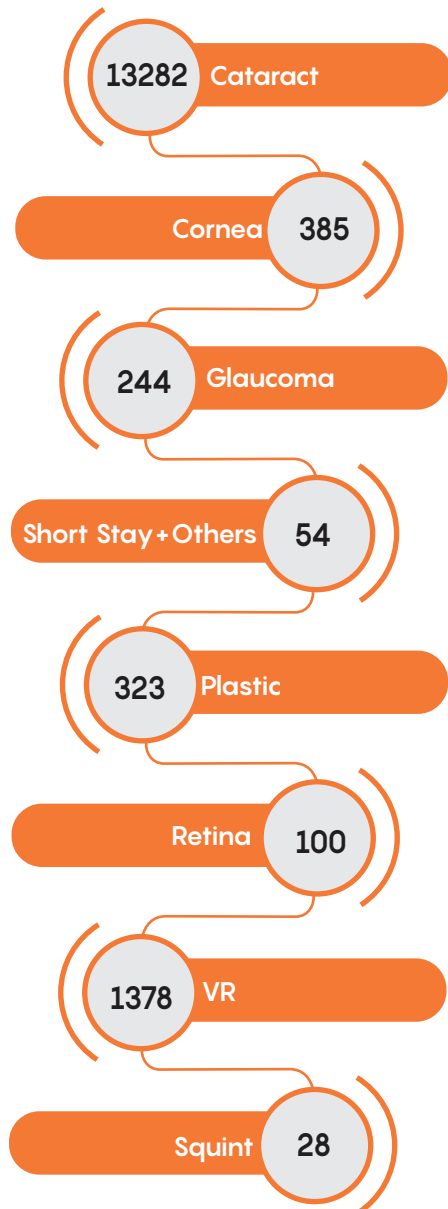 13282 Cataract
Cornea 385
244 Glaucoma
Short Stay+Others 54
323 Plastic
Retina 100
1378 VR
Squint 28